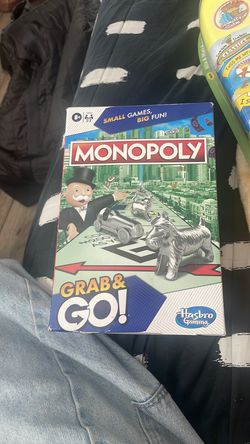 SMALL GAMES,
BIG FUN!
MONOPOLY
GRAB &
GO!
Hasbro
Gaming